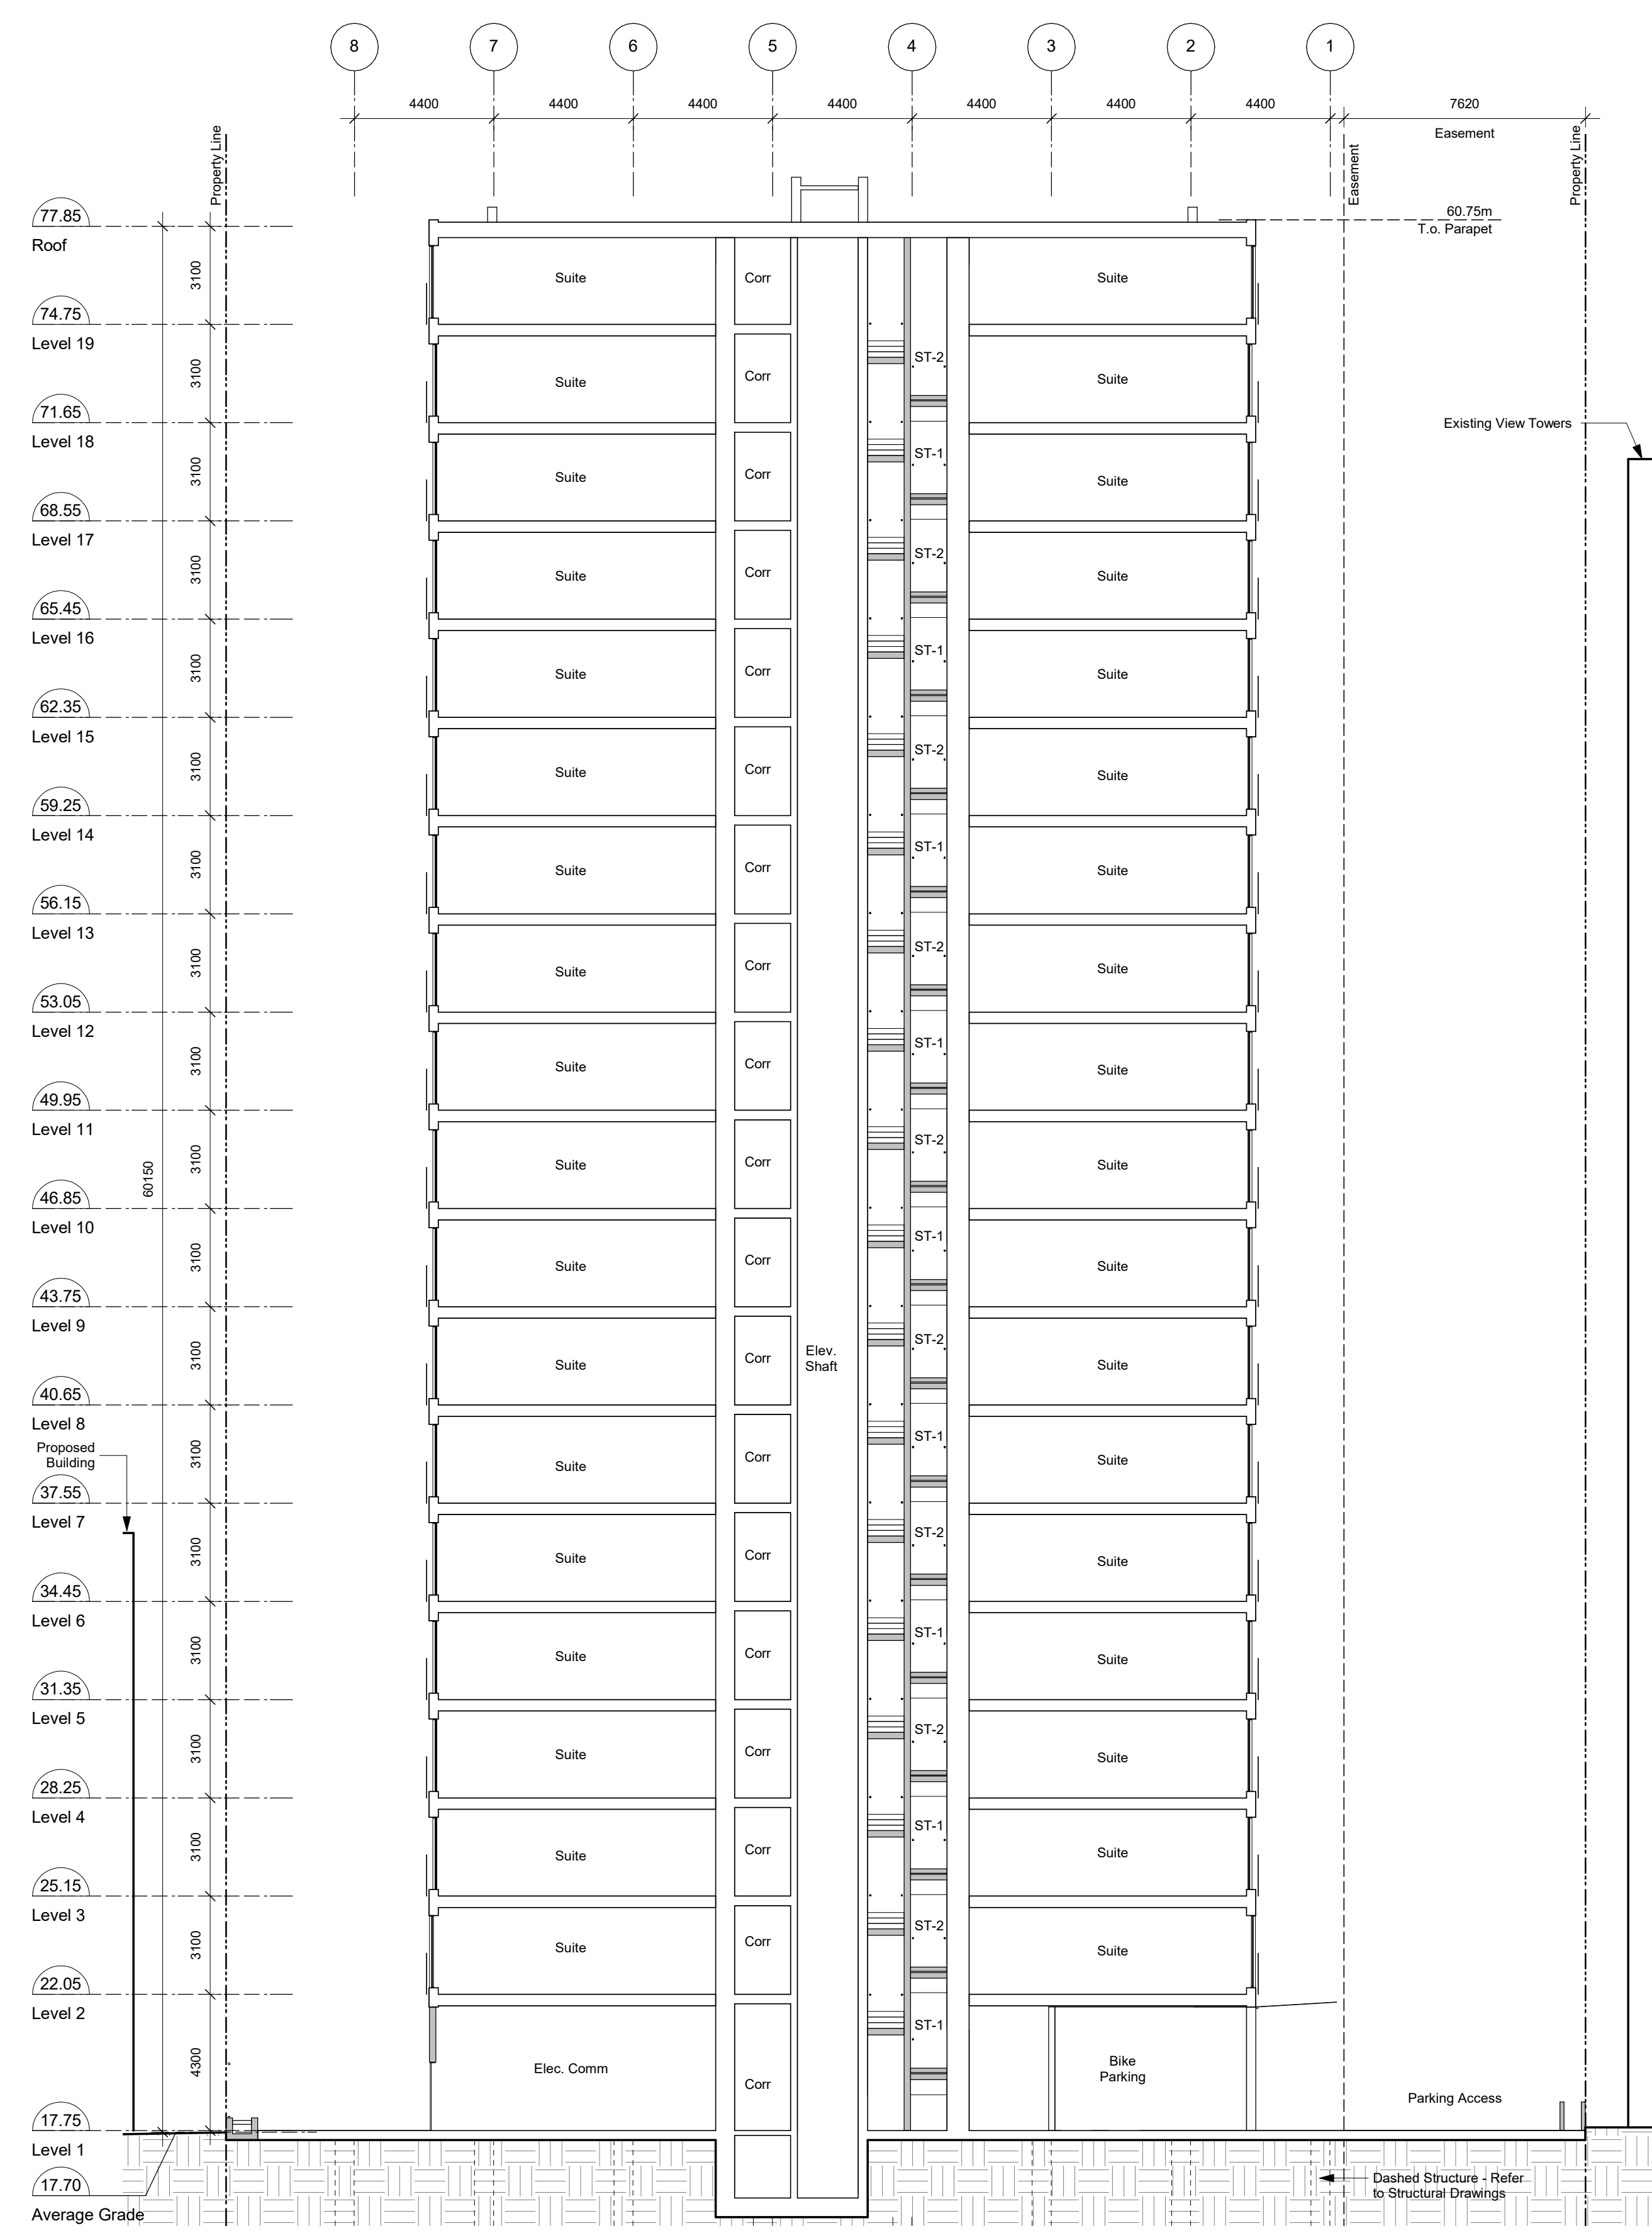 8 7 6 5 4 3 2 1
4400 4400 4400 4400 4400 4400 4400 7620
Easement
Property Line
Easement
Property Line
77.85
Roof
60.75m
T.o. Parapet
3100
Suite Corr Suite
74.75
Level 19
ST-2
3100
Suite Corr Suite
71.65
Level 18
Existing View Towers
ST-1
3100
Suite Corr Suite
68.55
Level 17
ST-2
3100
Suite Corr Suite
65.45
Level 16
ST-1
3100
Suite Corr Suite
62.35
Level 15
ST-2
3100
Suite Corr Suite
59.25
Level 14
ST-1
3100
Suite Corr Suite
56.15
Level 13
ST-2
3100
Suite Corr Suite
53.05
Level 12
ST-1
3100
Suite Corr Suite
49.95
Level 11
ST-2
3100
Suite Corr Suite
60150
46.85
Level 10
ST-1
3100
Suite Corr Suite
43.75
Level 9
ST-2
Elev.
Shaft
3100
Suite Corr Suite
40.65
Level 8
ST-1
Proposed
Building
3100
Suite Corr Suite
37.55
Level 7
ST-2
3100
Suite Corr Suite
34.45
Level 6
ST-1
3100
Suite Corr Suite
31.35
Level 5
ST-2
3100
Suite Corr Suite
28.25
Level 4
ST-1
3100
Suite Corr Suite
25.15
Level 3
ST-2
3100
Suite Corr Suite
22.05
Level 2
ST-1
4300
Elec. Comm
Corr
Bike
Parking
Parking Access
17.75
Level 1
17.70
Average Grade
Dashed Structure - Refer
to Structural Drawings